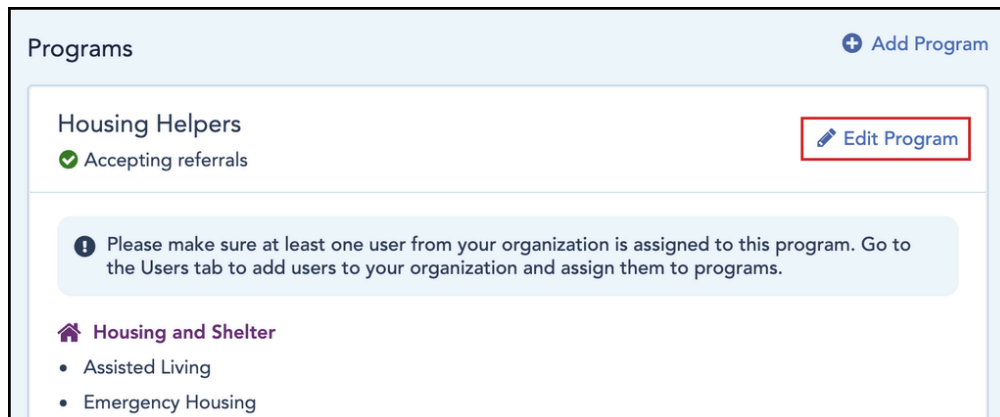 Programs
Add Program
Housing Helpers
Edit Program
Accepting referrals
Please make sure at least one user from your organization is assigned to this program. Go to
the Users tab to add users to your organization and assign them to programs.
Housing and Shelter
• Assisted Living
• Emergency Housing